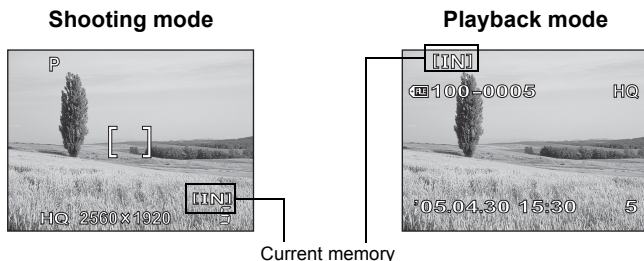 Shooting mode
P
[IN]
HQ 2560×1920
Playback mode
[IN]
100-0005 HQ
'05.04.30 15:30 5
Current memory